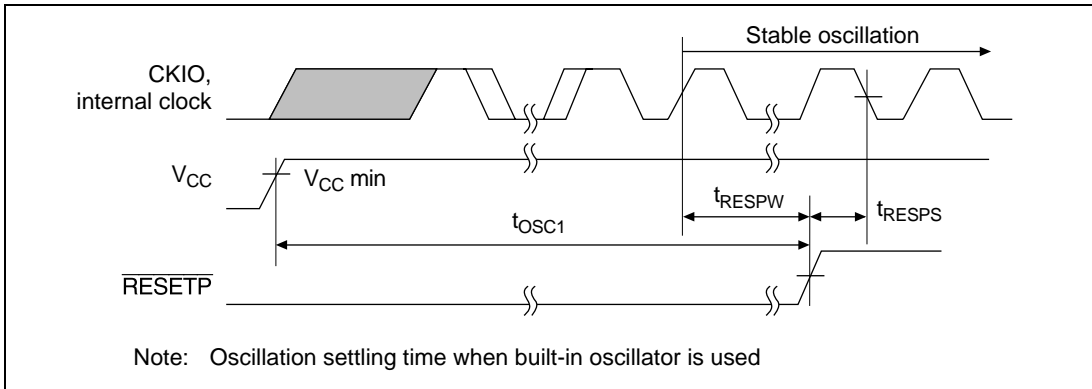 Stable oscillation
CKIO,
internal clock
VCC
VCC min
tRESPW
tRESPS
tOSC1
RESETP
Note: Oscillation settling time when built-in oscillator is used